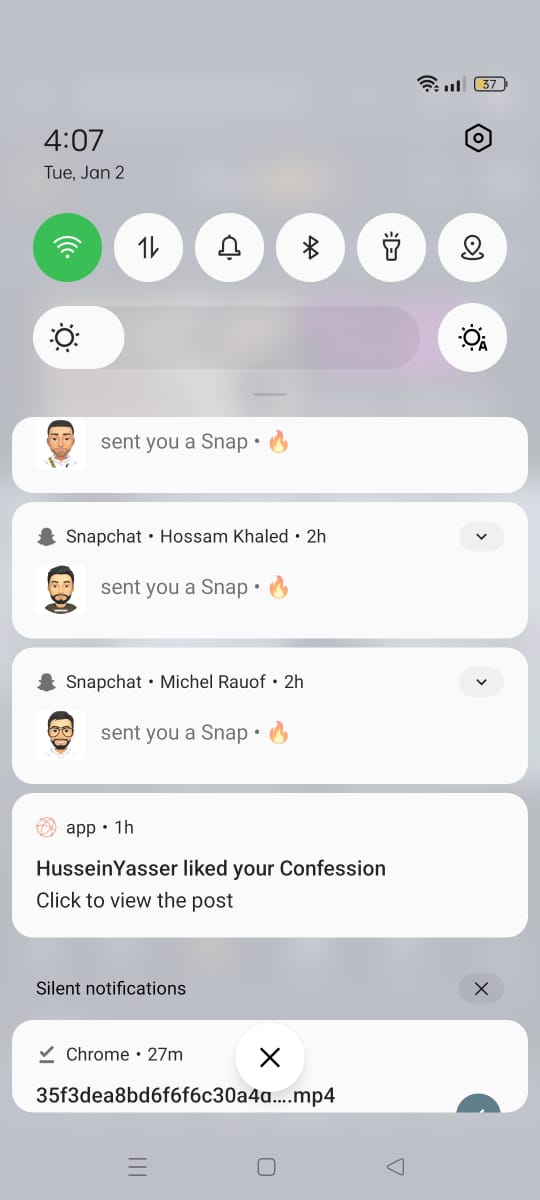 37
4:07
Tue, Jan 2
A
sent you a Snap • 🔥
Snapchat • Hossam Khaled • 2h
sent you a Snap • 🔥
Snapchat • Michel Rauof • 2h
sent you a Snap • 🔥
app • 1h
HusseinYasser liked your Confession
Click to view the post
Silent notifications
Chrome • 27m
35f3dea8bd6f6f6c30a4d....mp4